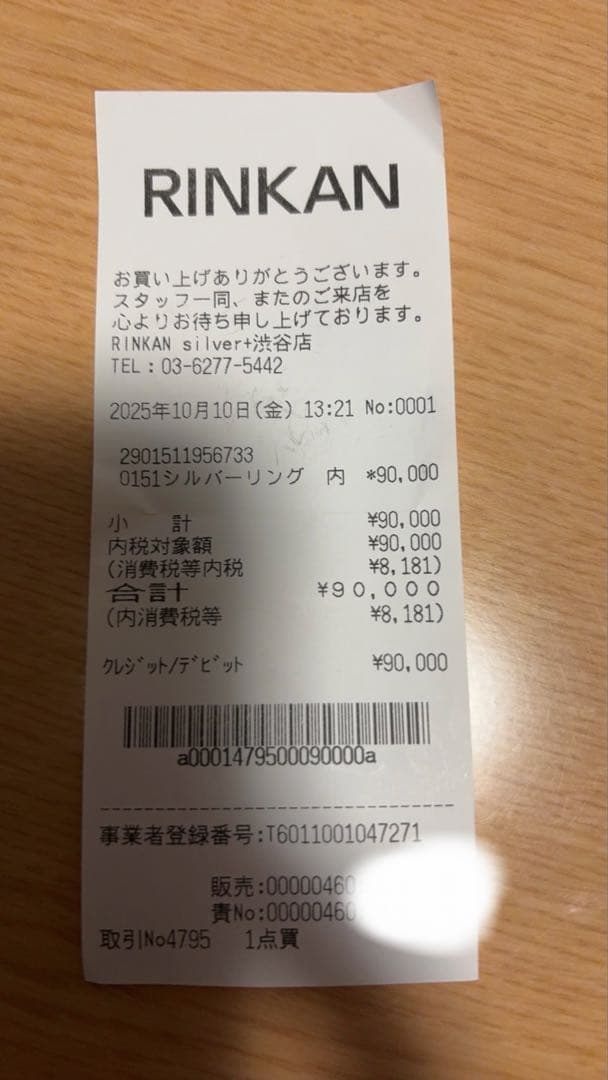 RINKAN
お買い上げありがとうございます。
スタッフ一同、またのご来店を
心よりお待ち申し上げております。
RINKAN silver+渋谷店
TEL：03-6277-5442
2025年10月10日(金) 13:21 No:0001
2901511956733
0151シルバーリング 内 *90,000
小 計 ¥90,000
内税対象額 ¥90,000
(消費税等内税 ¥8,181)
合計 ¥90,000
(内消費税等 ¥8,181)
ｸﾚｼﾞｯﾄ/ﾃﾞﾋﾞｯﾄ ¥90,000
a0001479500090000a
事業者登録番号:T6011001047271
販売:00000460
責No:00000460
取引No4795 1点買